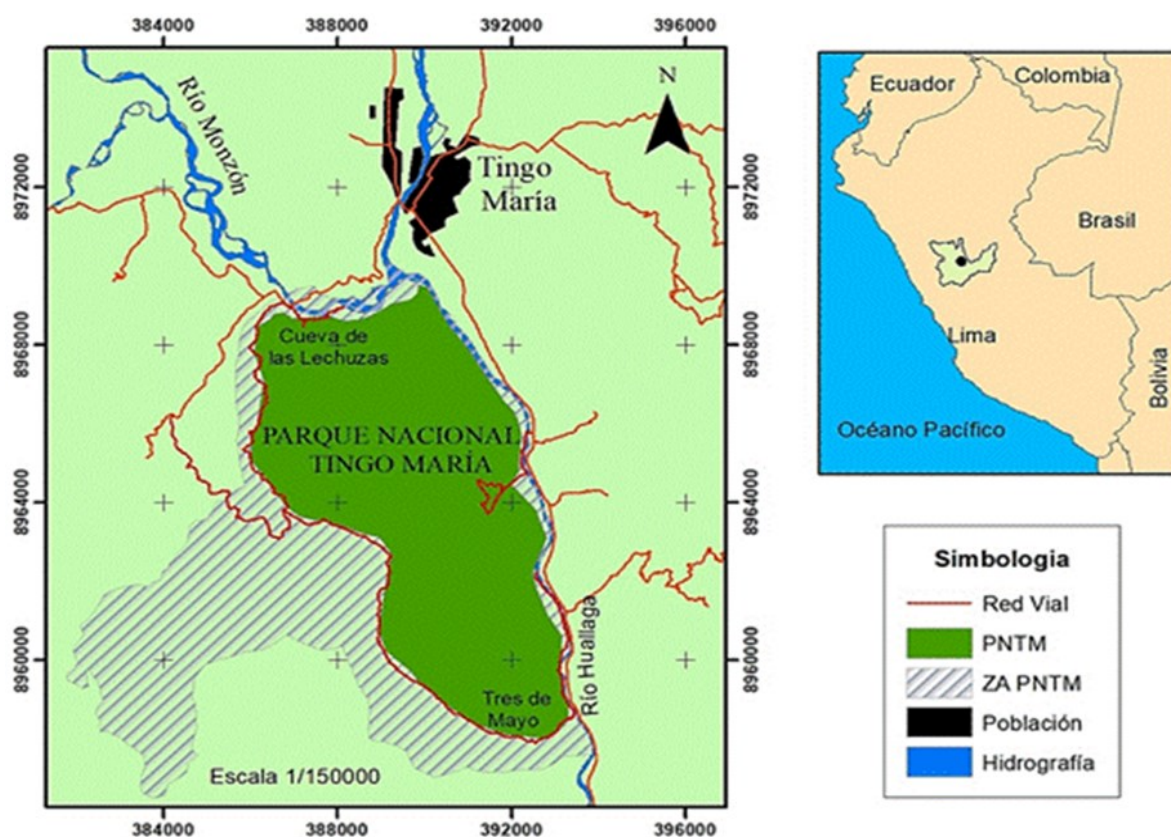 384000 388000 392000 396000
8972000
8968000
8964000
8960000
Río Monzón
N
Tingo
María
Cueva de
las Lechuzas
PARQUE NACIONAL
TINGO MARÍA
Tres de
Mayo
Río Huallaga
Escala 1/150000
8972000
8968000
8964000
8960000
384000 388000 392000 396000
Ecuador
Colombia
Brasil
Lima
Bolivia
Océano Pacífico
Simbologia
Red Vial
PNTM
ZA PNTM
Población
Hidrografía